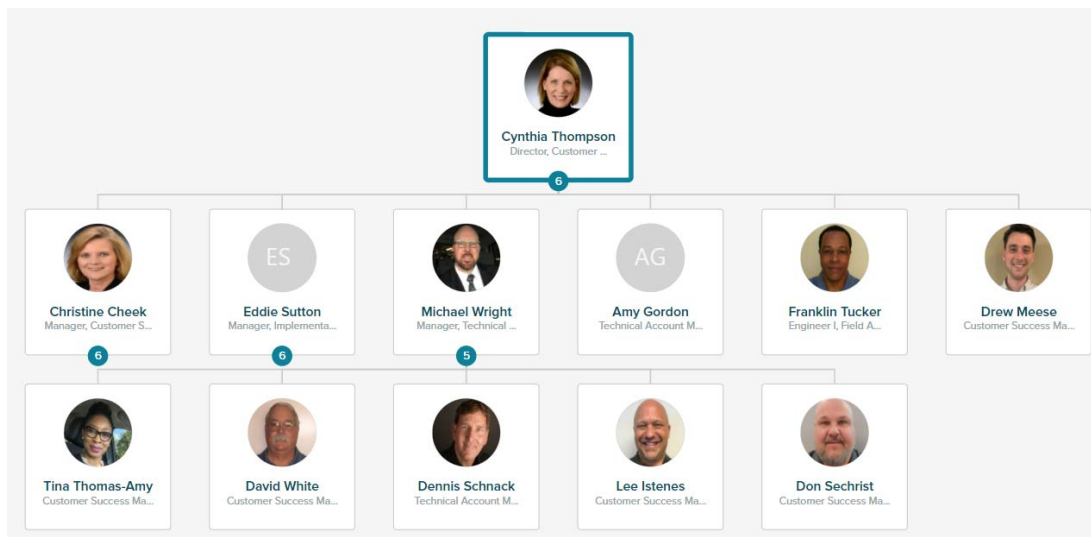 Cynthia Thompson
Director, Customer ...
6
ES
AG
Christine Cheek
Manager, Customer S...
Eddie Sutton
Manager, Implementa...
Michael Wright
Manager, Technical ...
Amy Gordon
Technical Account M...
Franklin Tucker
Engineer I, Field A...
Drew Meese
Customer Success Ma...
6
6
5
Tina Thomas-Amy
Customer Success Ma...
David White
Customer Success Ma...
Dennis Schnack
Technical Account M...
Lee Istenes
Customer Success Ma...
Don Sechrist
Customer Success Ma...